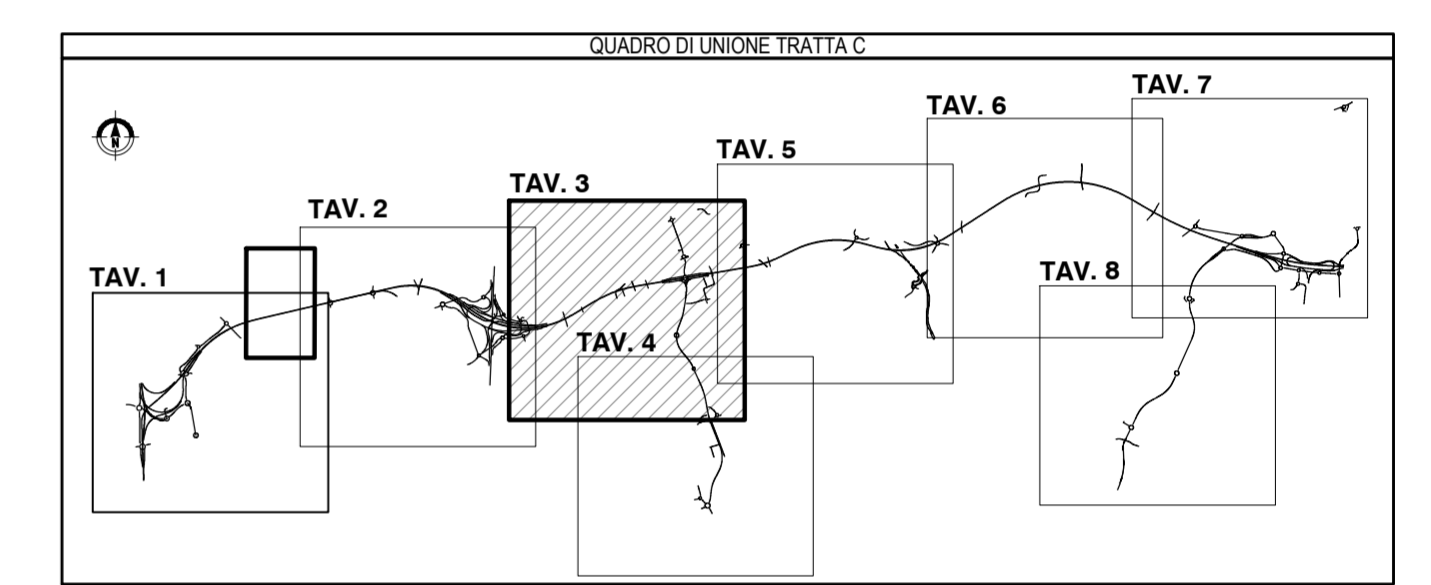 QUADRO DI UNIONE TRATTA C
TAV. 7
TAV. 6
TAV. 5
TAV. 3
TAV. 2
TAV. 1
TAV. 8
TAV. 4
N